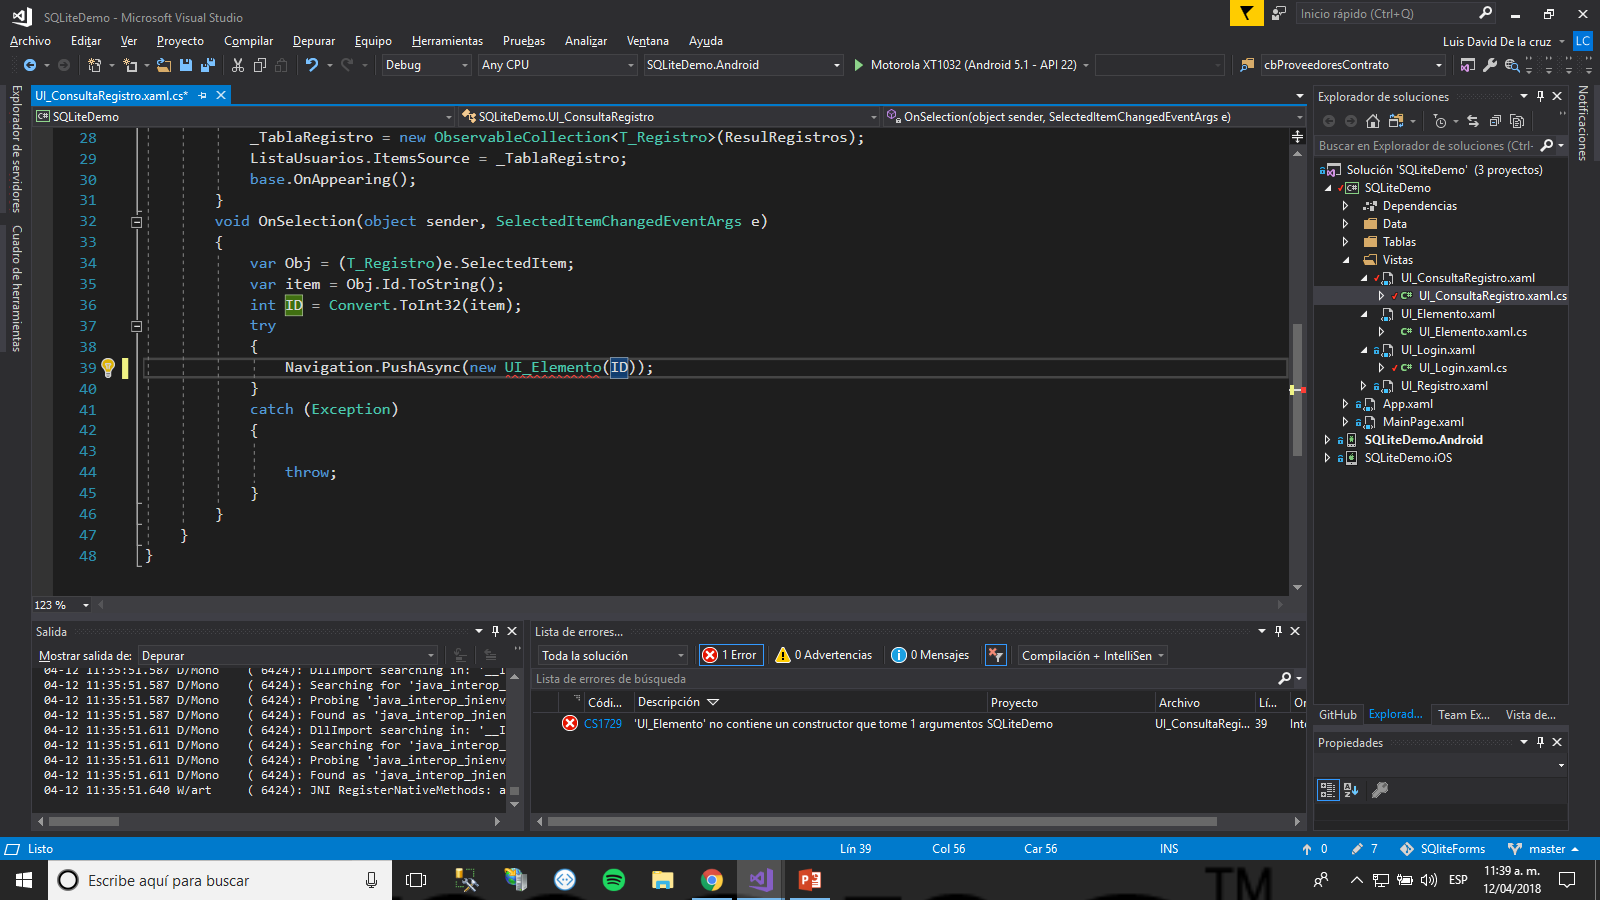 SQLiteDemo - Microsoft Visual Studio
Inicio rápido (Ctrl+Q)
Archivo Editar Ver Proyecto Compilar Depurar Equipo Herramientas Pruebas Analizar Ventana Ayuda
Luis David De la cruz LC
Debug Any CPU SQLiteDemo.Android Motorola XT1032 (Android 5.1 - API 22) cbProveedoresContrato
Explorador de servidores
Cuadro de herramientas
UI_ConsultaRegistro.xaml.cs*
SQLiteDemo SQLiteDemo.UI_ConsultaRegistro OnSelection(object sender, SelectedItemChangedEventArgs e)
28 _TablaRegistro = new ObservableCollection<T_Registro>(ResulRegistros);
29 ListaUsuarios.ItemsSource = _TablaRegistro;
30 base.OnAppearing();
31 }
32 void OnSelection(object sender, SelectedItemChangedEventArgs e)
33 {
34 var Obj = (T_Registro)e.SelectedItem;
35 var item = Obj.Id.ToString();
36 int ID = Convert.ToInt32(item);
37 try
38 {
39 Navigation.PushAsync(new UI_Elemento(ID));
40 }
41 catch (Exception)
42 {
43
44 throw;
45 }
46 }
47 }
48 }
123 %
Salida
Mostrar salida de: Depurar
04-12 11:35:51.587 D/Mono ( 6424): DllImport searching in: '__I
04-12 11:35:51.587 D/Mono ( 6424): Searching for 'java_interop_
04-12 11:35:51.587 D/Mono ( 6424): Probing 'java_interop_jnienv
04-12 11:35:51.587 D/Mono ( 6424): Found as 'java_interop_jnien
04-12 11:35:51.611 D/Mono ( 6424): DllImport searching in: '__I
04-12 11:35:51.611 D/Mono ( 6424): Searching for 'java_interop_
04-12 11:35:51.611 D/Mono ( 6424): Probing 'java_interop_jnienv
04-12 11:35:51.611 D/Mono ( 6424): Found as 'java_interop_jnien
04-12 11:35:51.640 W/art ( 6424): JNI RegisterNativeMethods: a
Lista de errores...
Toda la solución 1 Error 0 Advertencias 0 Mensajes Compilación + IntelliSen
Lista de errores de búsqueda
Códi... Descripción Proyecto Archivo Lí... Or
CS1729 'UI_Elemento' no contiene un constructor que tome 1 argumentos SQLiteDemo UI_ConsultaRegi... 39 Inte
Explorador de soluciones
Buscar en Explorador de soluciones (Ctrl-
Solución 'SQLiteDemo' (3 proyectos)
SQLiteDemo
Dependencias
Data
Tablas
Vistas
UI_ConsultaRegistro.xaml
UI_ConsultaRegistro.xaml.cs
UI_Elemento.xaml
UI_Elemento.xaml.cs
UI_Login.xaml
UI_Login.xaml.cs
UI_Registro.xaml
App.xaml
MainPage.xaml
SQLiteDemo.Android
SQLiteDemo.iOS
GitHub Explorad... Team Ex... Vista de...
Propiedades
Notificaciones
Listo Lín 39 Col 56 Car 56 INS 0 7 SQliteForms master
Escribe aquí para buscar
TM
ESP
11:39 a. m.
12/04/2018